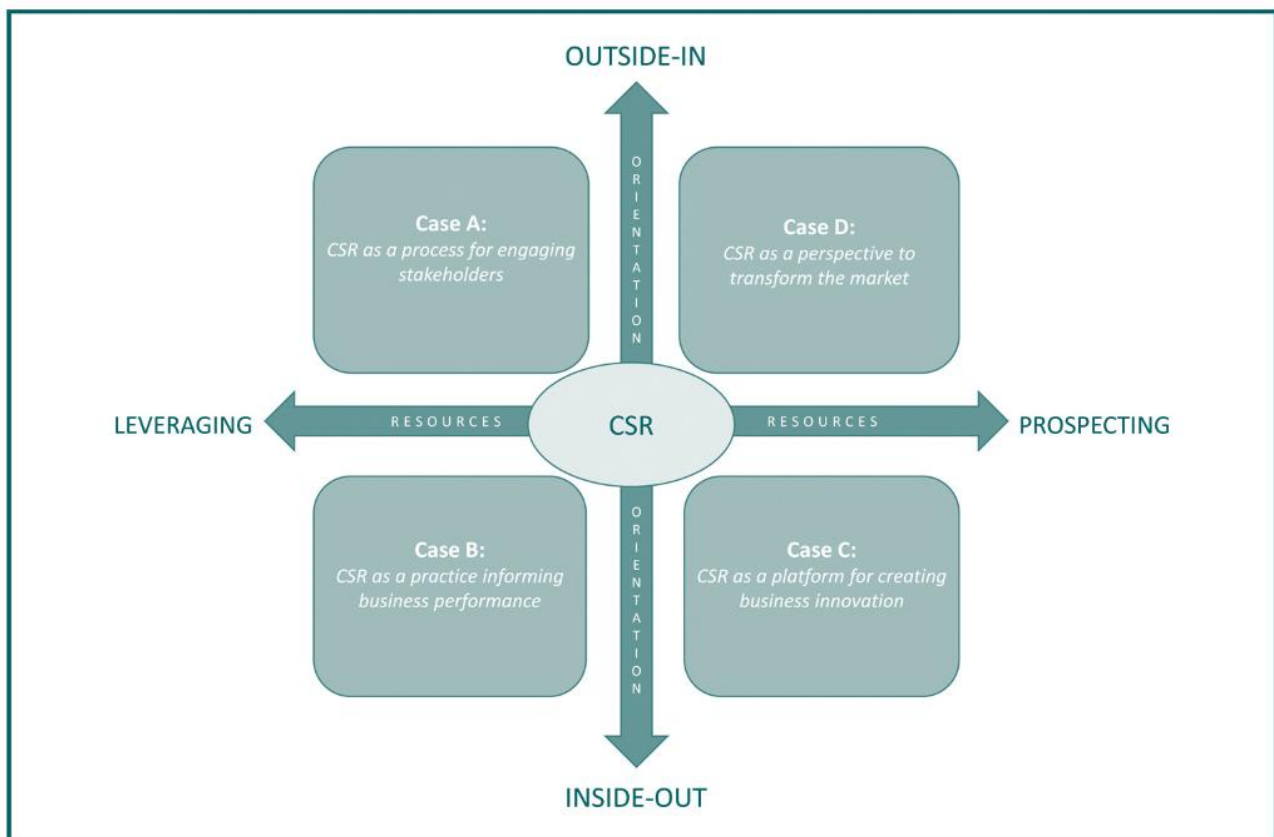 OUTSIDE-IN
ORIENTATION
Case A:
CSR as a process for engaging
stakeholders
Case D:
CSR as a perspective to
transform the market
LEVERAGING
RESOURCES
CSR
RESOURCES
PROSPECTING
Case B:
CSR as a practice informing
business performance
ORIENTATION
Case C:
CSR as a platform for creating
business innovation
INSIDE-OUT